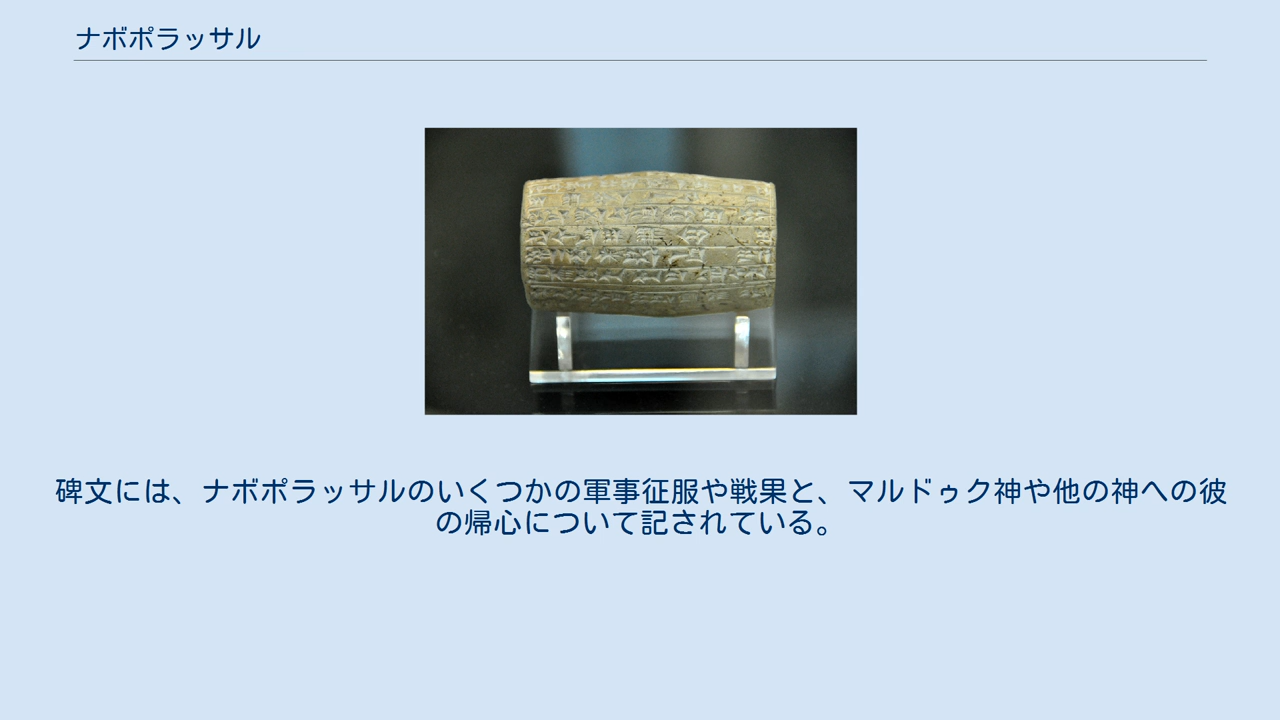 ナボポラッサル
碑文には、ナボポラッサルのいくつかの軍事征服や戦果と、マルドゥク神や他の神への彼
の帰心について記されている。